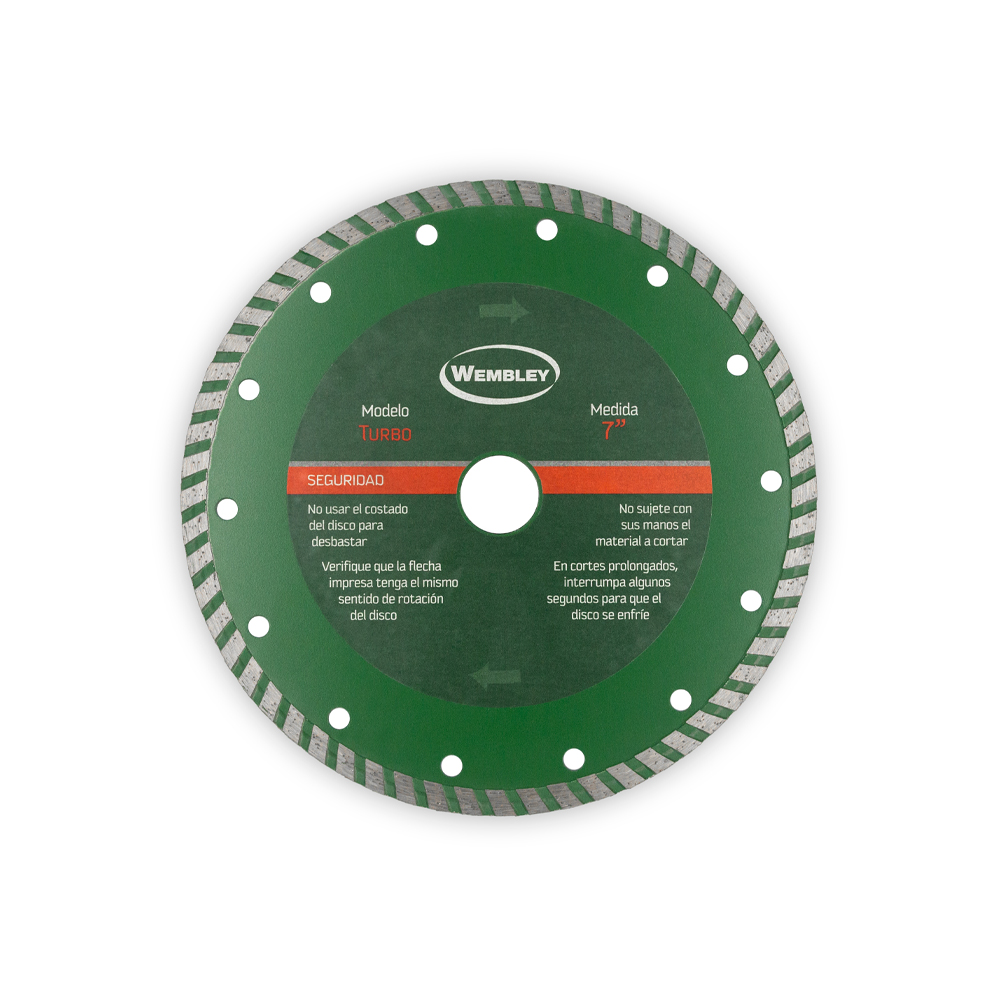 WEMBLEY
Modelo
TURBO
Medida
7”
SEGURIDAD
No usar el costado
del disco para
desbastar
Verifique que la flecha
impresa tenga el mismo
sentido de rotación
del disco
No sujete con
sus manos el
material a cortar
En cortes prolongados,
interrumpa algunos
segundos para que el
disco se enfríe